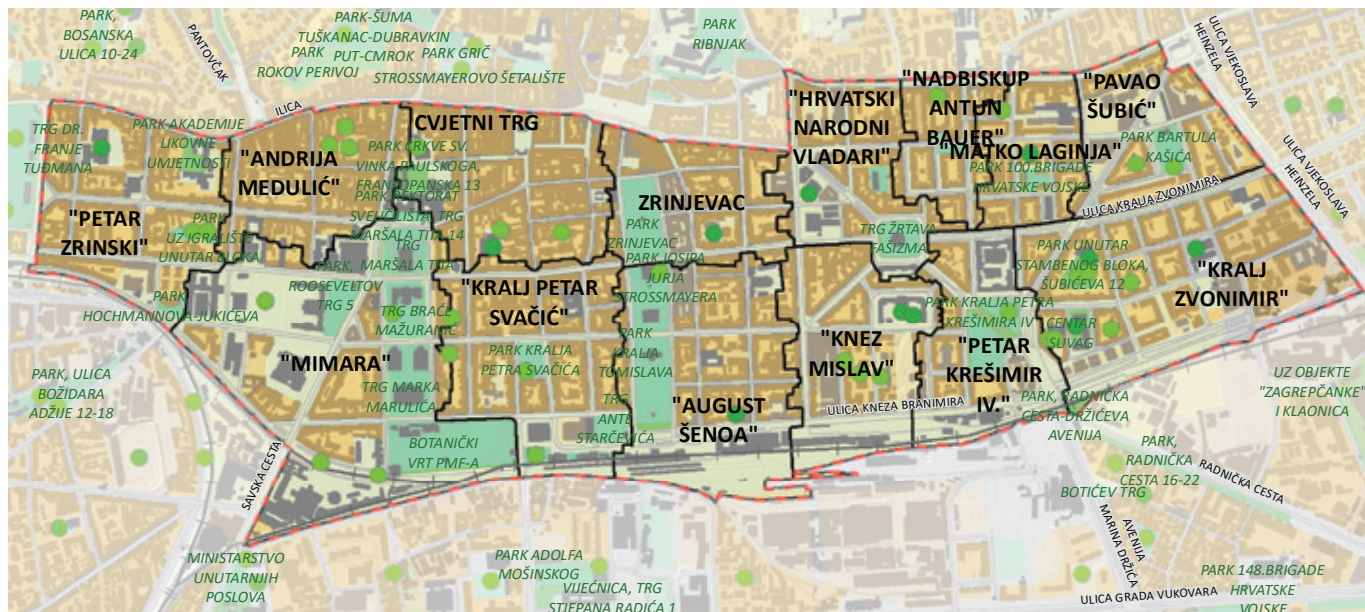 PARK,
BOSANSKA
ULICA 10-24
PANTOVČAK
PARK-ŠUMA
TUŠKANAC-DUBRAVKIN
PUT-CMROK
PARK
ROKOV PERIVOJ
PARK GRIČ
STROSSMAYEROVO ŠETALIŠTE
PARK
RIBNJAK
ULICA VJEKOSLAVA
HEINZELA
ULICA VJEKOSLAVA
HEINZELA
ILICA
TRG DR.
FRANJE
TUĐMANA
PARK AKADEMIJE
LIKOVNE
UMJETNOSTI
"ANDRIJA
MEDULIĆ"
CVJETNI TRG
PARK CRKVE SV.
VINKA PAULSKOGA,
FRANKOPANSKA 13
PARK REKTORAT
SVEUČILIŠTA, TRG
MARŠALA TITA 14
TRG
MARŠALA TITA
"HRVATSKI
NARODNI
VLADARI"
"NADBISKUP
ANTUN
BAUER"
"PAVAO
ŠUBIĆ"
"MATKO LAGINJA"
PARK 100.BRIGADE
HRVATSKE VOJSKE
PARK BARTULA
KAŠIĆA
ULICA KRALJA ZVONIMIRA
"PETAR
ZRINSKI"
PARK
UZ IGRALIŠTE
UNUTAR BLOKA
ZRINJEVAC
PARK
ZRINJEVAC
PARK JOSIPA
JURJA
STROSSMAYERA
TRG ŽRTAVA
FAŠIZMA
PARK UNUTAR
STAMBENOG BLOKA,
ŠUBIĆEVA 12
"KRALJ
ZVONIMIR"
PARK,
HOCHMANNOVA-JUKIĆEVA
PARK,
ROOSEVELTOV
TRG 5
TRG BRAĆE
MAŽURANIĆ
"KRALJ PETAR
SVAČIĆ"
PARK KRALJA PETRA
KREŠIMIRA IV
CENTAR
SUVAG
"MIMARA"
PARK KRALJA
PETRA SVAČIĆA
PARK
KRALJA
TOMISLAVA
"KNEZ
MISLAV"
"PETAR
KREŠIMIR
IV."
PARK, ULICA
BOŽIDARA
ADŽIJE 12-18
TRG MARKA
MARULIĆA
TRG
ANTE
STARČEVIĆA
"AUGUST
ŠENOA"
ULICA KNEZA BRANIMIRA
PARK, RADNIČKA
CESTA-DRŽIĆEVA
AVENIJA
UZ OBJEKTE
"ZAGREPČANKE"
I KLAONICA
BOTANIČKI
VRT PMF-A
SAVSKA CESTA
PARK,
RADNIČKA
CESTA 16-22
RADNIČKA CESTA
BOTIĆEV TRG
AVENIJA
MARINA DRŽIĆA
MINISTARSTVO
UNUTARNJIH
POSLOVA
PARK ADOLFA
MOŠINSKOG
VIJEĆNICA, TRG
STJEPANA RADIĆA 1
ULICA GRADA VUKOVARA
PARK 148.BRIGADE
HRVATSKE
VOJSKE